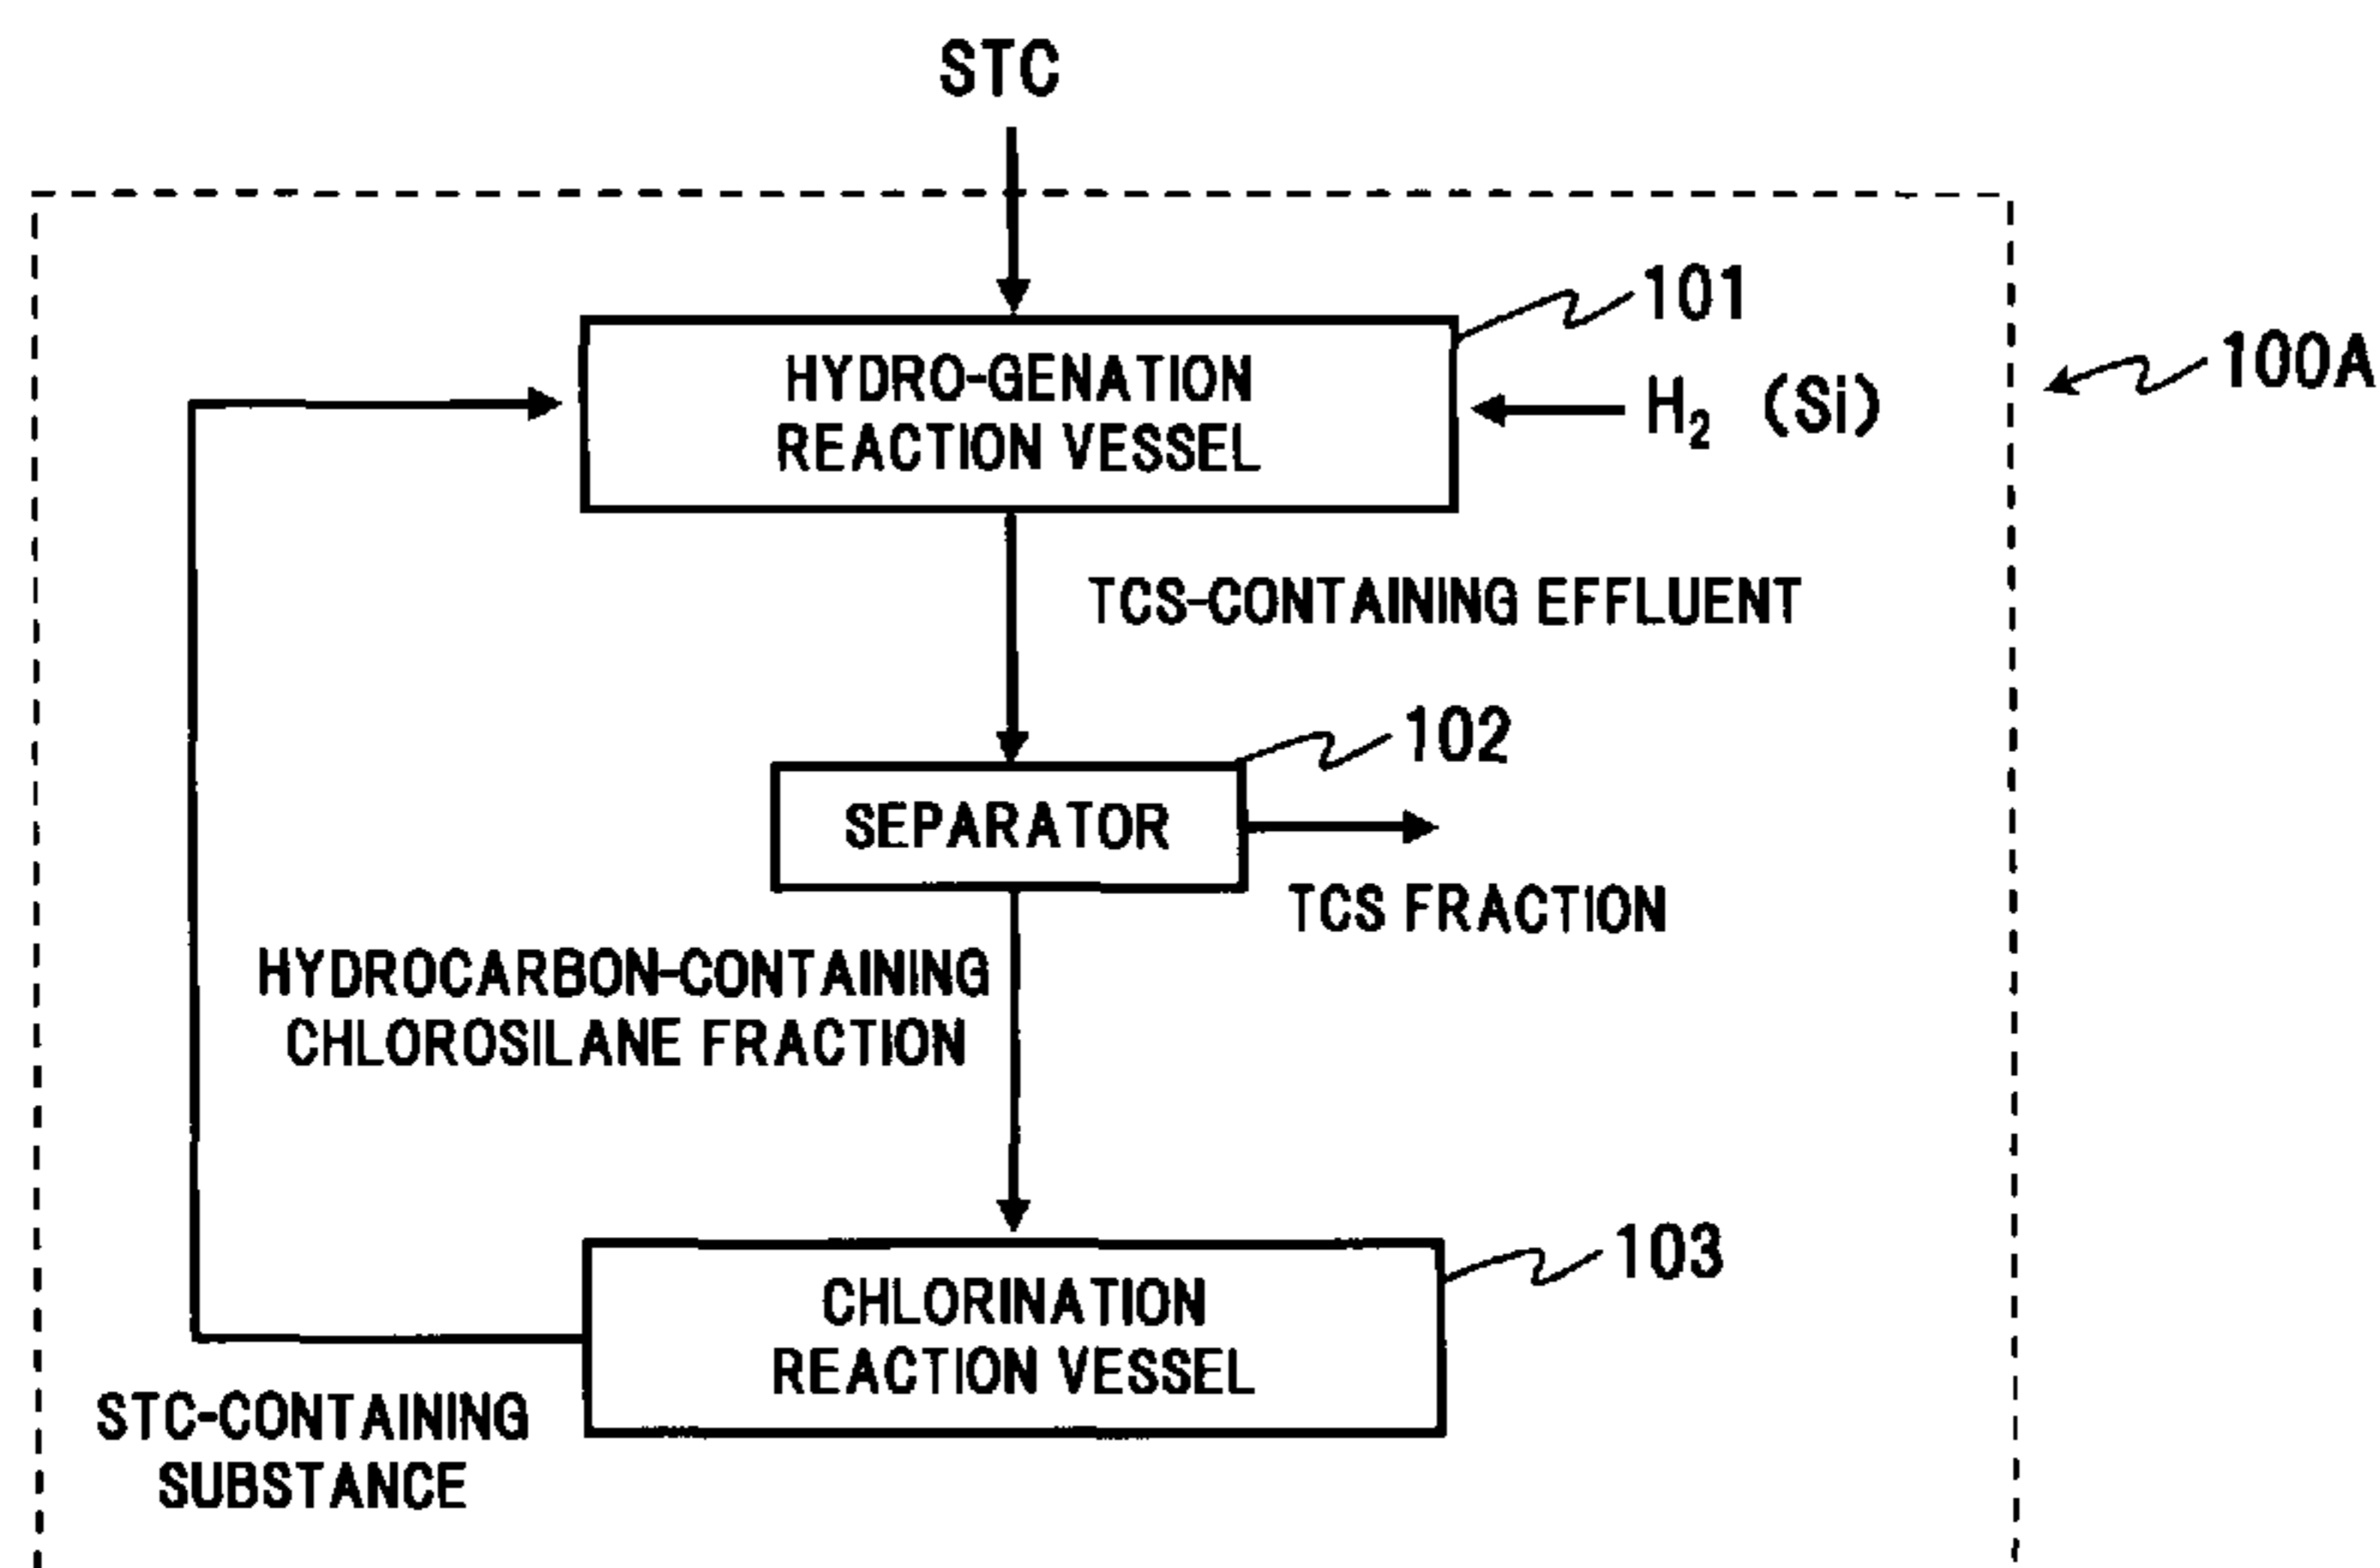 STC
101
HYDRO-GENATION
REACTION VESSEL
H₂ (Si)
100A
TCS-CONTAINING EFFLUENT
102
SEPARATOR
TCS FRACTION
HYDROCARBON-CONTAINING
CHLOROSILANE FRACTION
103
CHLORINATION
REACTION VESSEL
STC-CONTAINING
SUBSTANCE